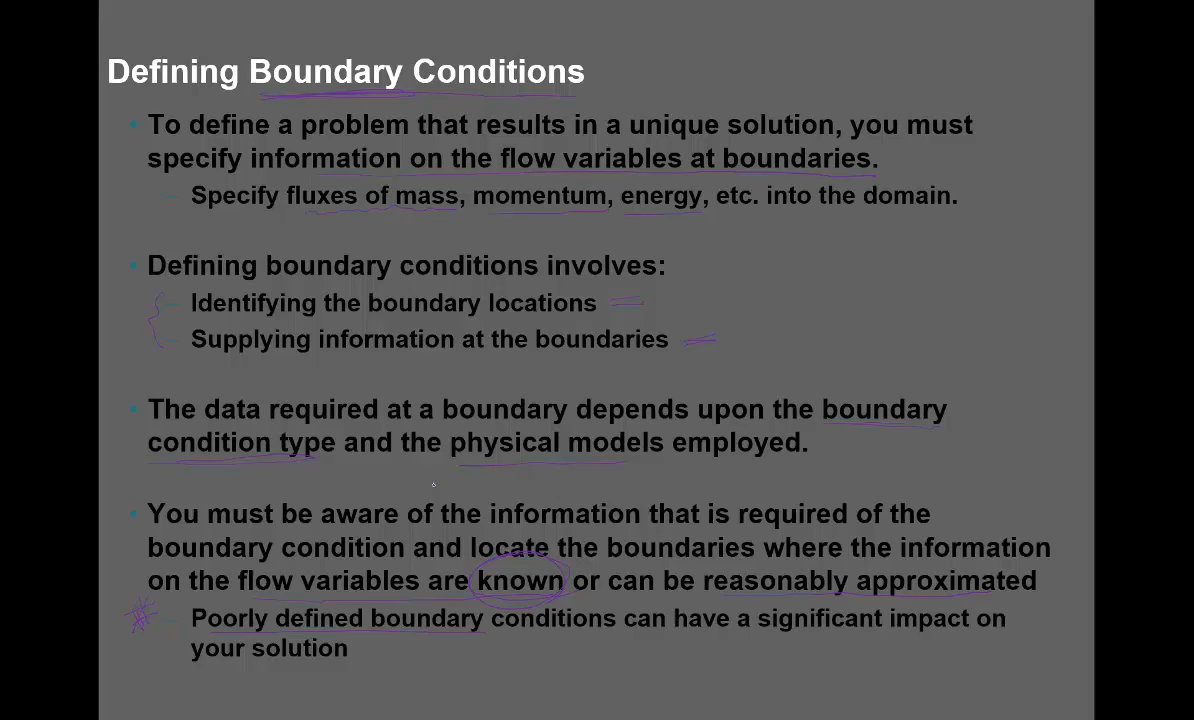 Defining Boundary Conditions
• To define a problem that results in a unique solution, you must
specify information on the flow variables at boundaries.
– Specify fluxes of mass, momentum, energy, etc. into the domain.
• Defining boundary conditions involves:
– Identifying the boundary locations
– Supplying information at the boundaries
• The data required at a boundary depends upon the boundary
condition type and the physical models employed.
• You must be aware of the information that is required of the
boundary condition and locate the boundaries where the information
on the flow variables are known or can be reasonably approximated
– Poorly defined boundary conditions can have a significant impact on
your solution